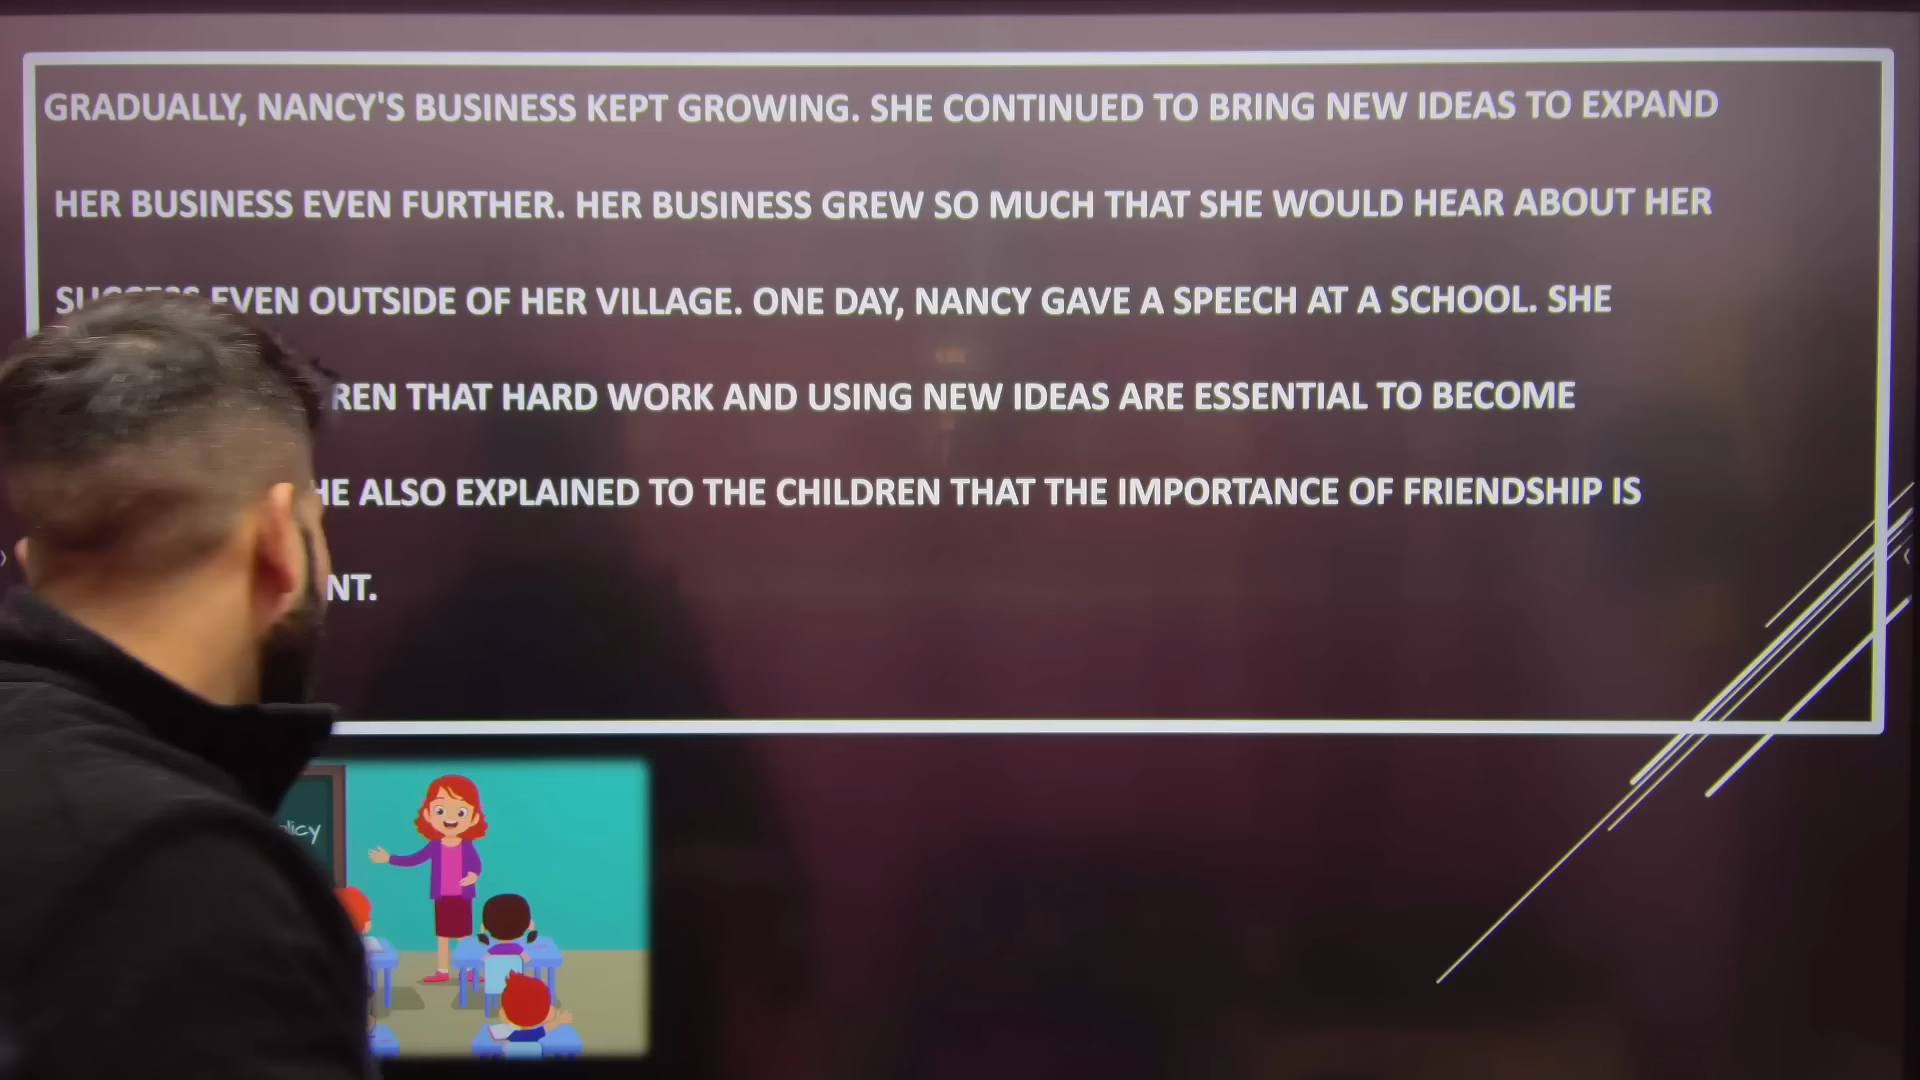 GRADUALLY, NANCY'S BUSINESS KEPT GROWING. SHE CONTINUED TO BRING NEW IDEAS TO EXPAND
HER BUSINESS EVEN FURTHER. HER BUSINESS GREW SO MUCH THAT SHE WOULD HEAR ABOUT HER
SUCCESS EVEN OUTSIDE OF HER VILLAGE. ONE DAY, NANCY GAVE A SPEECH AT A SCHOOL. SHE
THAT HARD WORK AND USING NEW IDEAS ARE ESSENTIAL TO BECOME
ALSO EXPLAINED TO THE CHILDREN THAT THE IMPORTANCE OF FRIENDSHIP IS